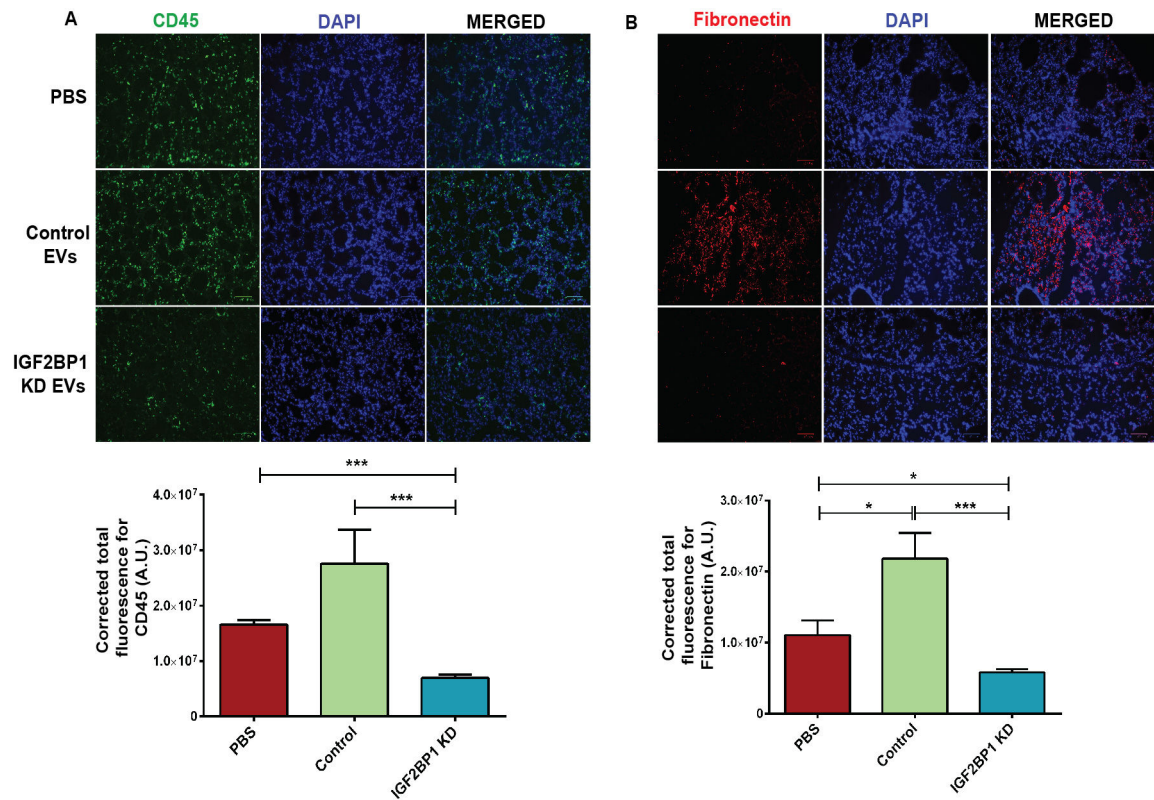 A
CD45
DAPI
MERGED
PBS
Control
EVs
IGF2BP1
KD EVs
Corrected total
fluorescence for
CD45 (A.U.)
4.0×10⁷
3.0×10⁷
2.0×10⁷
1.0×10⁷
0
***
***
PBS
Control
IGF2BP1 KD
B
Fibronectin
DAPI
MERGED
Corrected total
fluorescence for
Fibronectin (A.U.)
3.0×10⁷
2.0×10⁷
1.0×10⁷
0
*
*
***
PBS
Control
IGF2BP1 KD